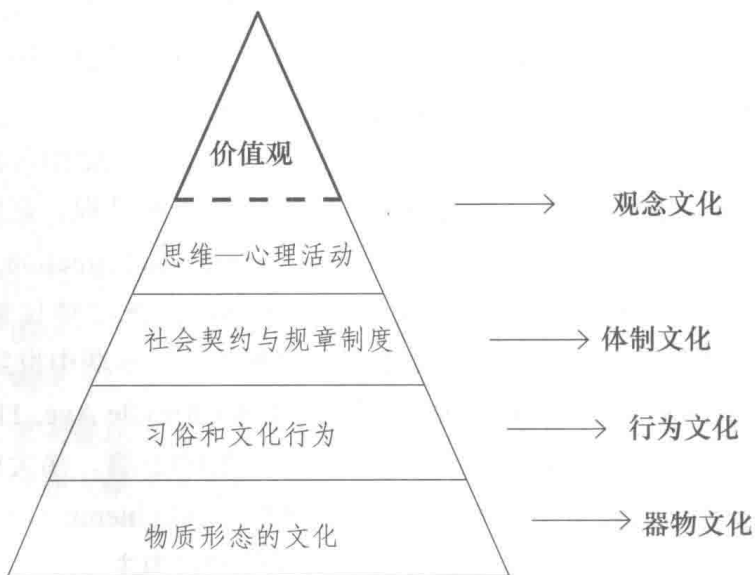 价值观
观念文化
思维—心理活动
社会契约与规章制度
体制文化
习俗和文化行为
行为文化
物质形态的文化
器物文化